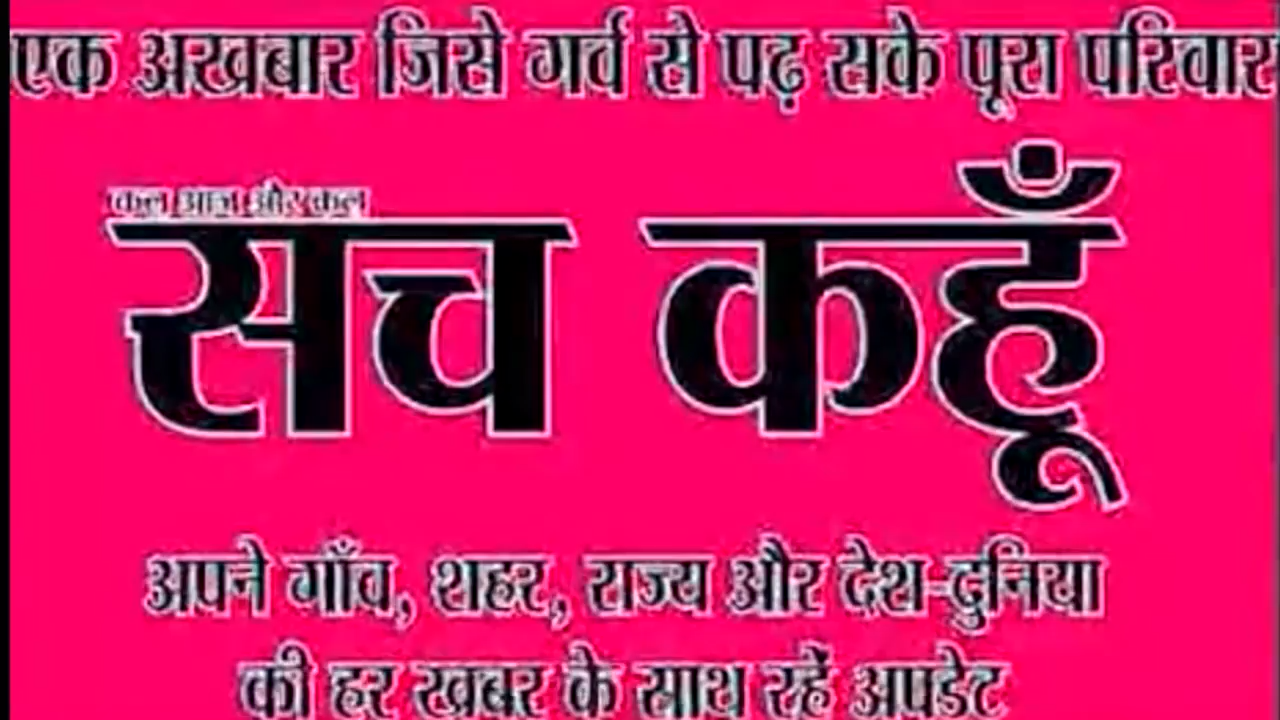 एक अखबार जिसे गर्व से पढ़ सके पूरा परिवार
कल आज और कल
सच कहूँ
अपने गाँव, शहर, राज्य और देश-दुनिया
की हर खबर के साथ रहें अपडेट